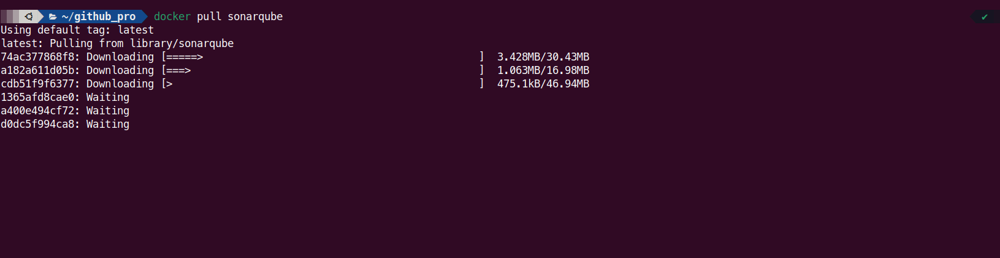 ~/github_pro docker pull sonarqube ✔
Using default tag: latest
latest: Pulling from library/sonarqube
74ac377868f8: Downloading [=====>                                             ]  3.428MB/30.43MB
a182a611d05b: Downloading [===>                                               ]  1.063MB/16.98MB
cdb51f9f6377: Downloading [>                                                  ]  475.1kB/46.94MB
1365afd8cae0: Waiting
a400e494cf72: Waiting
d0dc5f994ca8: Waiting